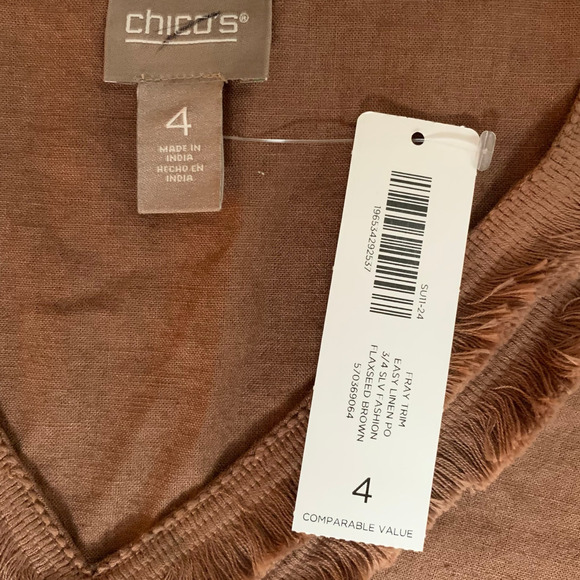 chico's®
4
MADE IN
INDIA
HECHO EN
INDIA
196534292537
SU11-24
FRAY TRIM
EASY LINEN PO
3/4 SLV FASHION
FLAXSEED BROWN
570369064
4
COMPARABLE VALUE